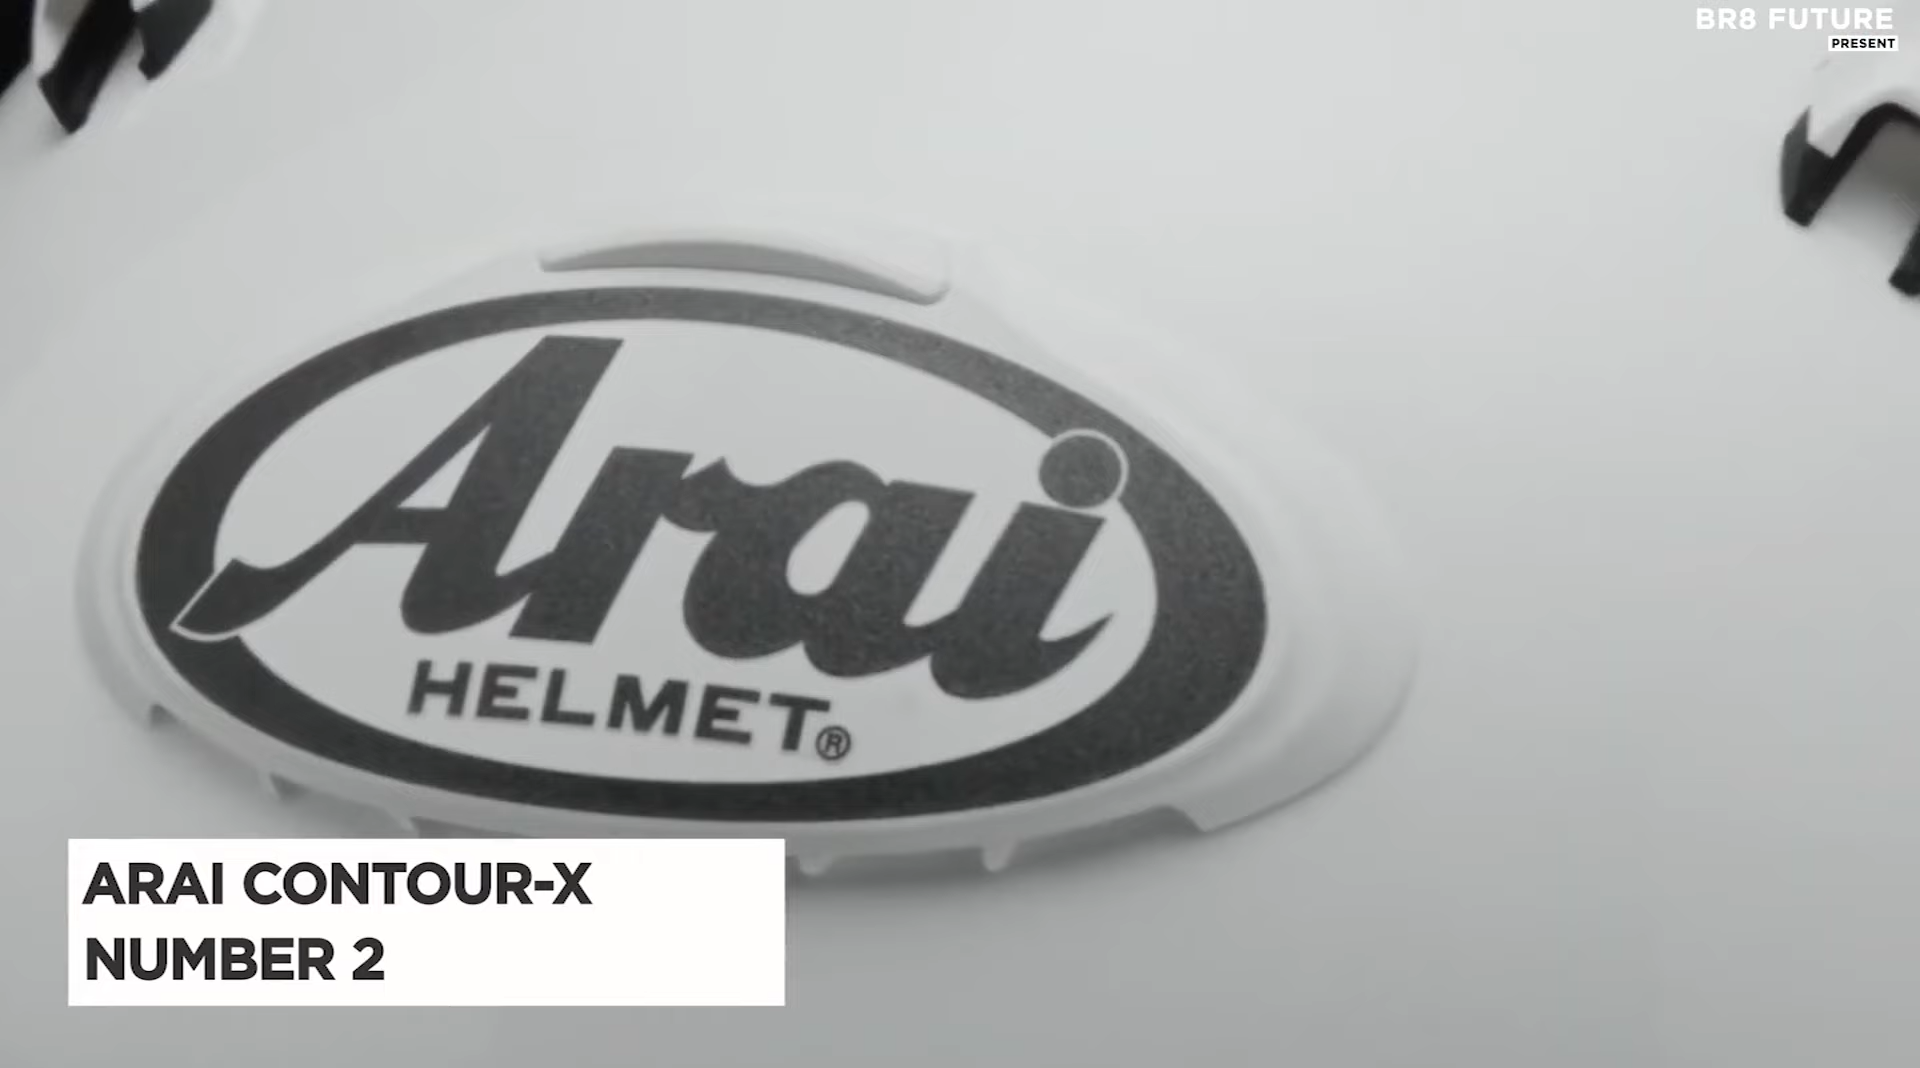 BR8 FUTURE
PRESENT
Arai
HELMET®
ARAI CONTOUR-X
NUMBER 2